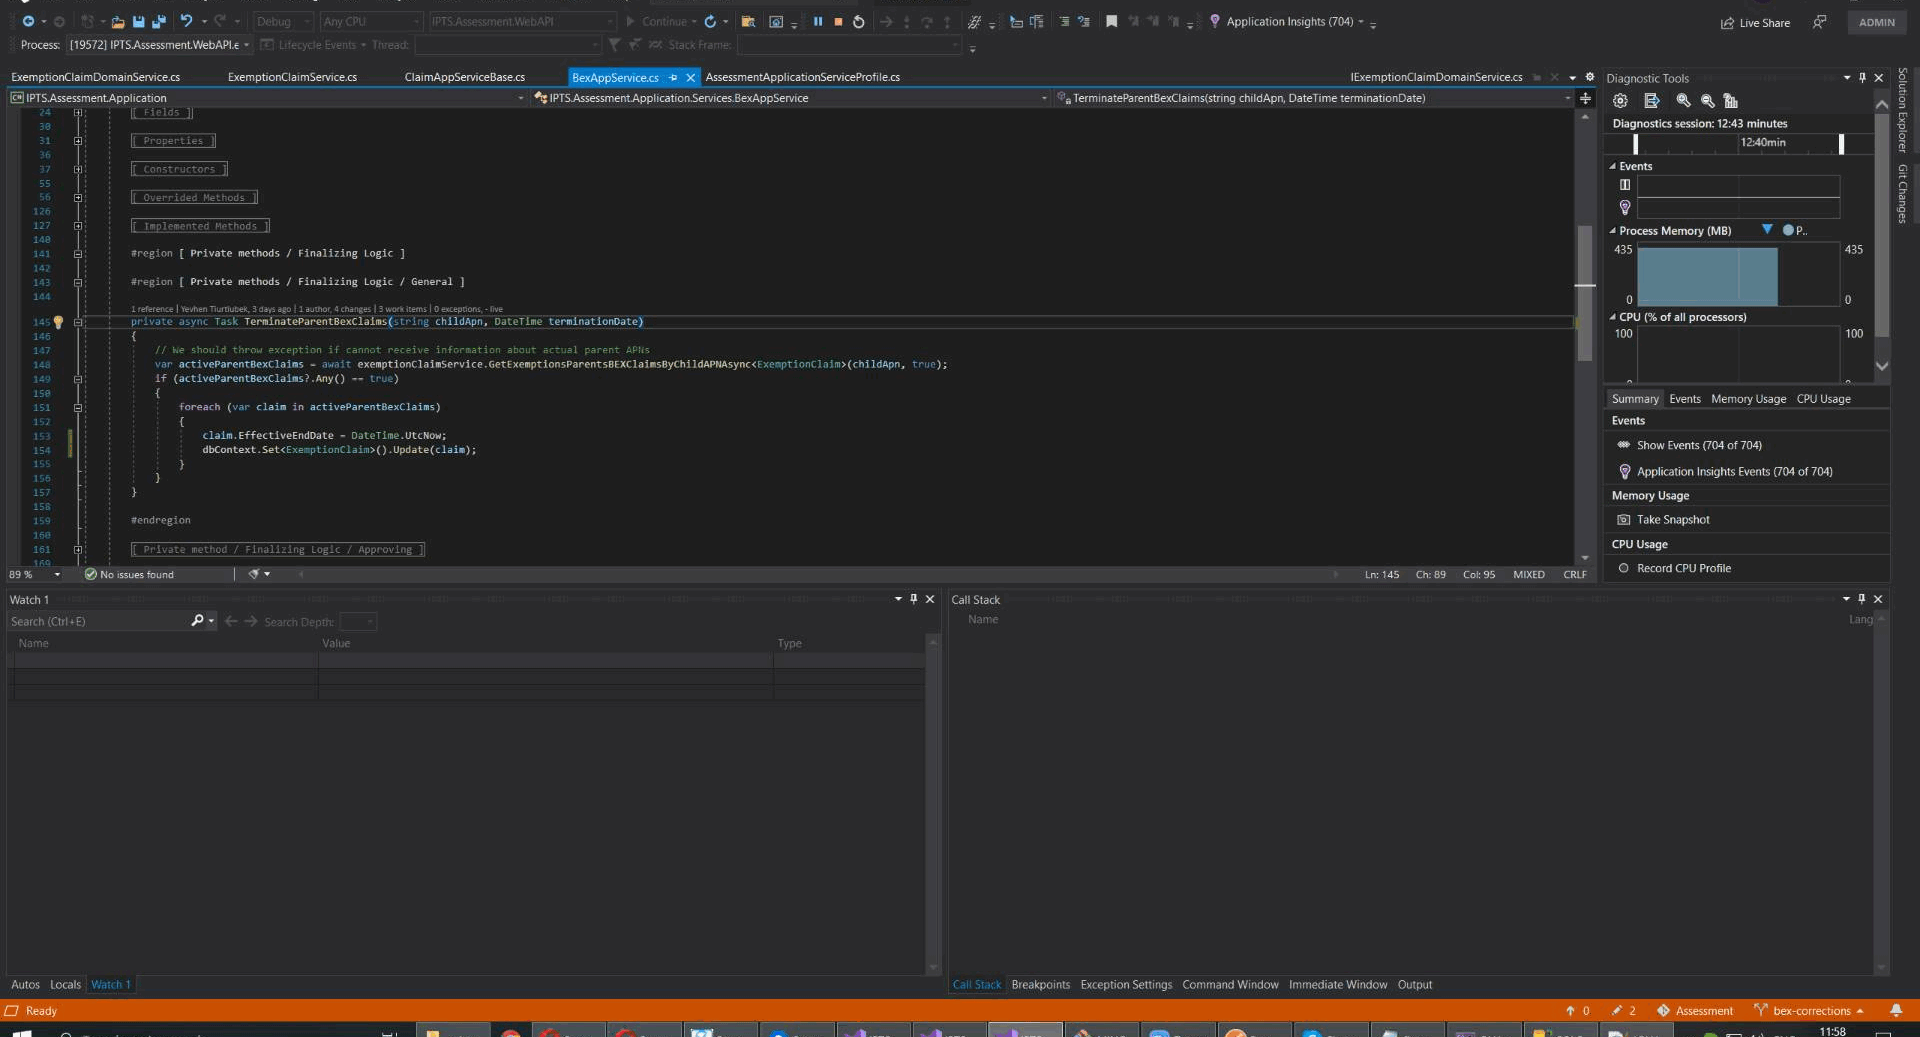 Debug Any CPU IPTS.Assessment.WebAPI Continue Application Insights (704) Live Share ADMIN
Process: [19572] IPTS.Assessment.WebAPI.e Lifecycle Events Thread: Stack Frame:
ExemptionClaimDomainService.cs ExemptionClaimService.cs ClaimAppServiceBase.cs BexAppService.cs AssessmentApplicationServiceProfile.cs IExemptionClaimDomainService.cs
IPTS.Assessment.Application IPTS.Assessment.Application.Services.BexAppService TerminateParentBexClaims(string childApn, DateTime terminationDate)
24 [ Fields ]
30
31 [ Properties ]
36
37 [ Constructors ]
55
56 [ Overrided Methods ]
126
127 [ Implemented Methods ]
140
141 #region [ Private methods / Finalizing Logic ]
142
143 #region [ Private methods / Finalizing Logic / General ]
144
1 reference | Yevhen Tiurtiubek, 3 days ago | 1 author, 4 changes | 3 work items | 0 exceptions, - live
145 private async Task TerminateParentBexClaims(string childApn, DateTime terminationDate)
146 {
147 // We should throw exception if cannot receive information about actual parent APNs
148 var activeParentBexClaims = await exemptionClaimService.GetExemptionsParentsBEXClaimsByChildAPNAsync<ExemptionClaim>(childApn, true);
149 if (activeParentBexClaims?.Any() == true)
150 {
151 foreach (var claim in activeParentBexClaims)
152 {
153 claim.EffectiveEndDate = DateTime.UtcNow;
154 dbContext.Set<ExemptionClaim>().Update(claim);
155 }
156 }
157 }
158
159 #endregion
160
161 [ Private method / Finalizing Logic / Approving ]
169
89 % No issues found Ln: 145 Ch: 89 Col: 95 MIXED CRLF
Diagnostic Tools
Diagnostics session: 12:43 minutes
12:40min
Events
Process Memory (MB) P..
435 435
0 0
CPU (% of all processors)
100 100
Summary Events Memory Usage CPU Usage
Events
Show Events (704 of 704)
Application Insights Events (704 of 704)
Memory Usage
Take Snapshot
CPU Usage
Record CPU Profile
Solution Explorer
Git Changes
Watch 1
Search (Ctrl+E) Search Depth:
Name Value Type
Autos Locals Watch 1
Call Stack
Name Lang
Call Stack Breakpoints Exception Settings Command Window Immediate Window Output
Ready 0 2 Assessment bex-corrections
11:58